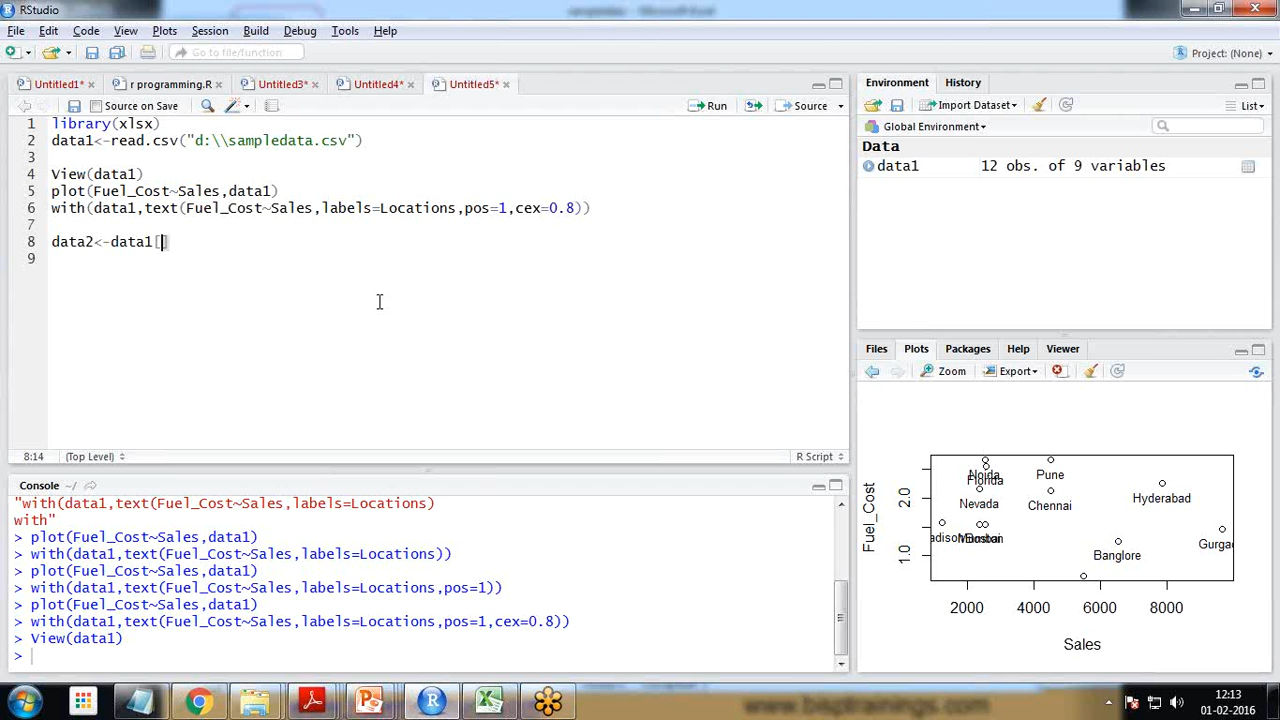 RStudio
sampledata - Microsoft Excel
File Edit Code View Plots Session Build Debug Tools Help
Go to file/function
Project: (None)
Untitled1* r programming.R Untitled3* Untitled4* Untitled5*
Source on Save Run Source
1 library(xlsx)
2 data1<-read.csv("d:\\sampledata.csv")
3
4 View(data1)
5 plot(Fuel_Cost~Sales,data1)
6 with(data1,text(Fuel_Cost~Sales,labels=Locations,pos=1,cex=0.8))
7
8 data2<-data1[]
9
8:14 (Top Level) R Script
Console ~/
"with(data1,text(Fuel_Cost~Sales,labels=Locations)
with"
> plot(Fuel_Cost~Sales,data1)
> with(data1,text(Fuel_Cost~Sales,labels=Locations))
> plot(Fuel_Cost~Sales,data1)
> with(data1,text(Fuel_Cost~Sales,labels=Locations,pos=1))
> plot(Fuel_Cost~Sales,data1)
> with(data1,text(Fuel_Cost~Sales,labels=Locations,pos=1,cex=0.8))
> View(data1)
>
Environment History
Import Dataset List
Global Environment
Data
data1 12 obs. of 9 variables
Files Plots Packages Help Viewer
Zoom Export
Noida
Florida
Pune
Nevada
Chennai
Hyderabad
Banglore
Gurga
Fuel_Cost
2.0
1.0
2000 4000 6000 8000
Sales
www.bisptrainings.com
12:13
01-02-2016